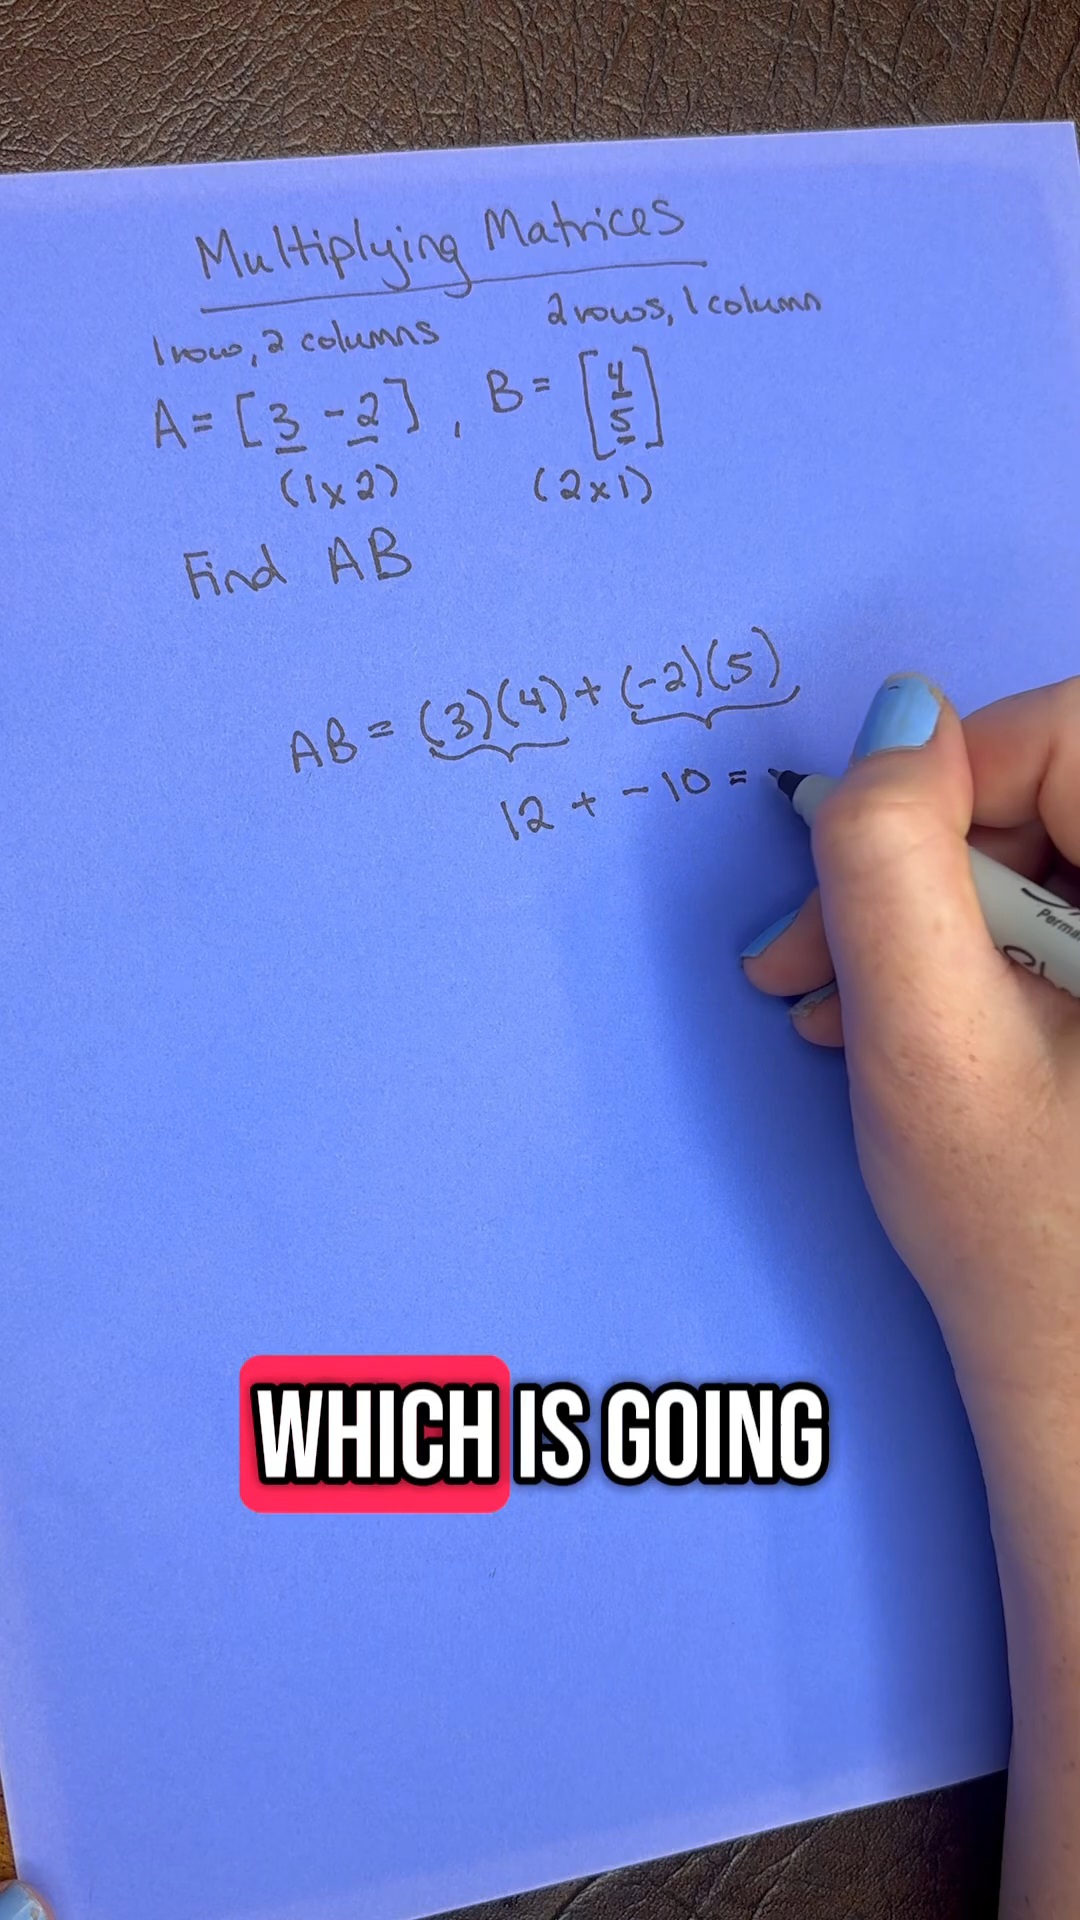 Multiplying Matrices
1 row, 2 columns
2 rows, 1 column
A = [3 -2], B = [4
5]
(1x2)
(2x1)
Find AB
AB = (3)(4) + (-2)(5)
12 + -10 =
WHICH IS GOING